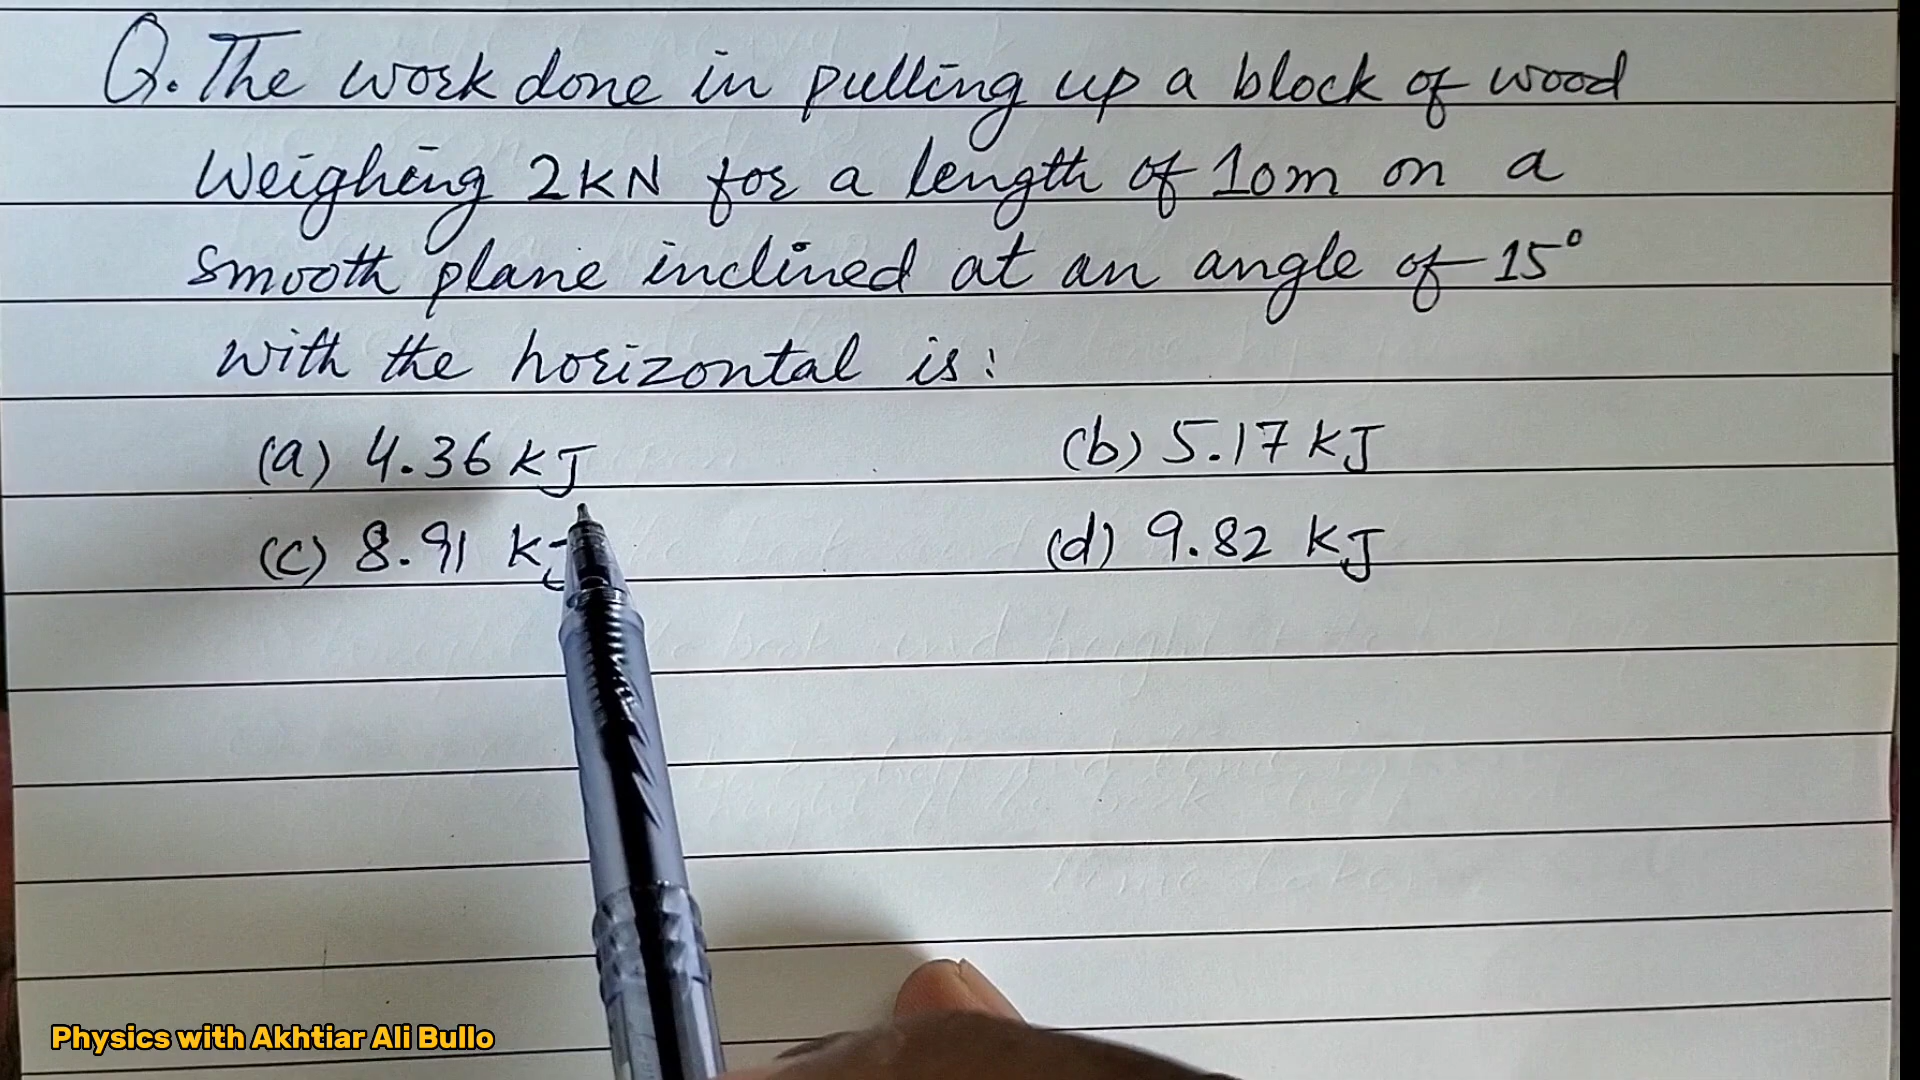 Q. The work done in pulling up a block of wood
Weighing 2KN for a length of 10m on a
smooth plane inclined at an angle of 15°
with the horizontal is:
(a) 4.36 KJ (b) 5.17 KJ
(c) 8.91 KJ (d) 9.82 KJ
Physics with Akhtiar Ali Bullo